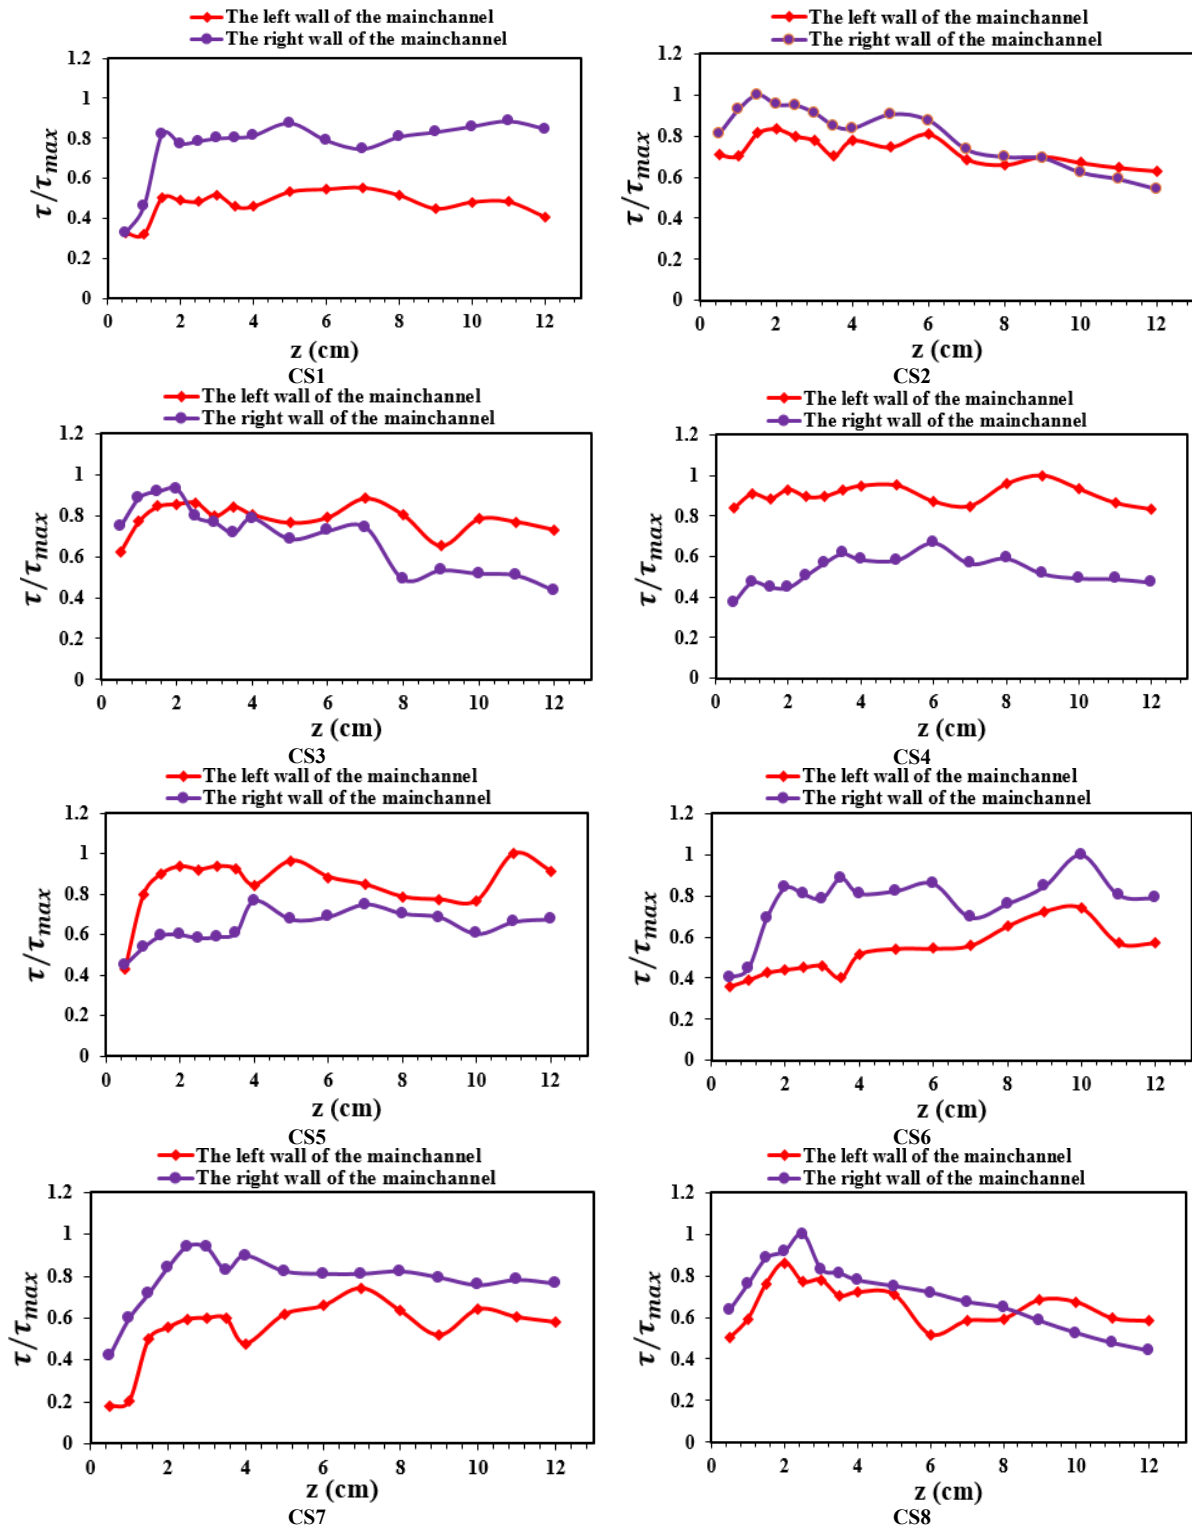 The left wall of the mainchannel
The right wall of the mainchannel
1.2
1
0.8
0.6
0.4
0.2
0
τ/τmax
0 2 4 6 8 10 12
z (cm)
CS1
The left wall of the mainchannel
The right wall of the mainchannel
1.2
1
0.8
0.6
0.4
0.2
0
τ/τmax
0 2 4 6 8 10 12
z (cm)
CS2
The left wall of the mainchannel
The right wall of the mainchannel
1.2
1
0.8
0.6
0.4
0.2
0
τ/τmax
0 2 4 6 8 10 12
z (cm)
CS3
The left wall of the mainchannel
The right wall of the mainchannel
1.2
1
0.8
0.6
0.4
0.2
0
τ/τmax
0 2 4 6 8 10 12
z (cm)
CS4
The left wall of the mainchannel
The right wall of the mainchannel
1.2
1
0.8
0.6
0.4
0.2
0
τ/τmax
0 2 4 6 8 10 12
z (cm)
CS5
The left wall of the mainchannel
The right wall of the mainchannel
1.2
1
0.8
0.6
0.4
0.2
0
τ/τmax
0 2 4 6 8 10 12
z (cm)
CS6
The left wall of the mainchannel
The right wall of the mainchannel
1.2
1
0.8
0.6
0.4
0.2
0
τ/τmax
0 2 4 6 8 10 12
z (cm)
CS7
The left wall of the mainchannel
The right wall of the mainchannel
1.2
1
0.8
0.6
0.4
0.2
0
τ/τmax
0 2 4 6 8 10 12
z (cm)
CS8